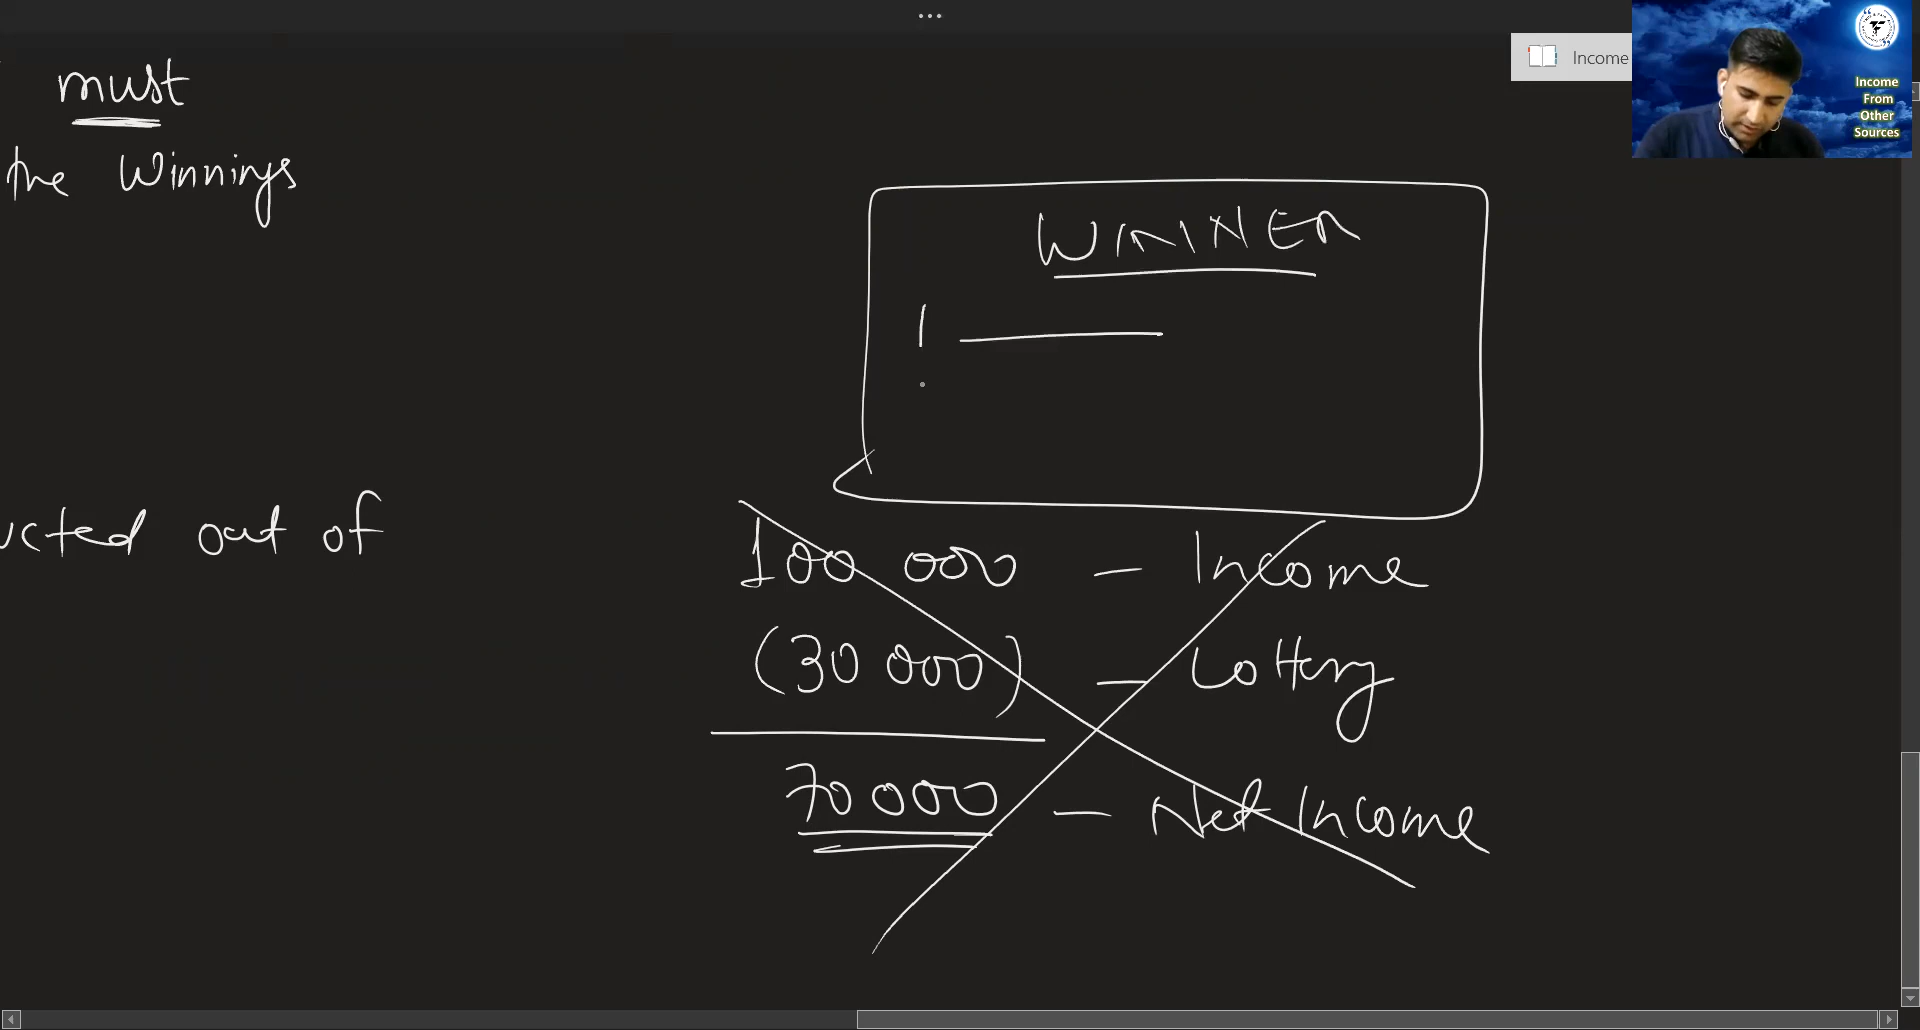 must
the Winnings
ucted out of
WINNER
1
100 000 - Income
(30 000) - Lottery
70 000 - Net Income
Income
Income
From
Other
Sources